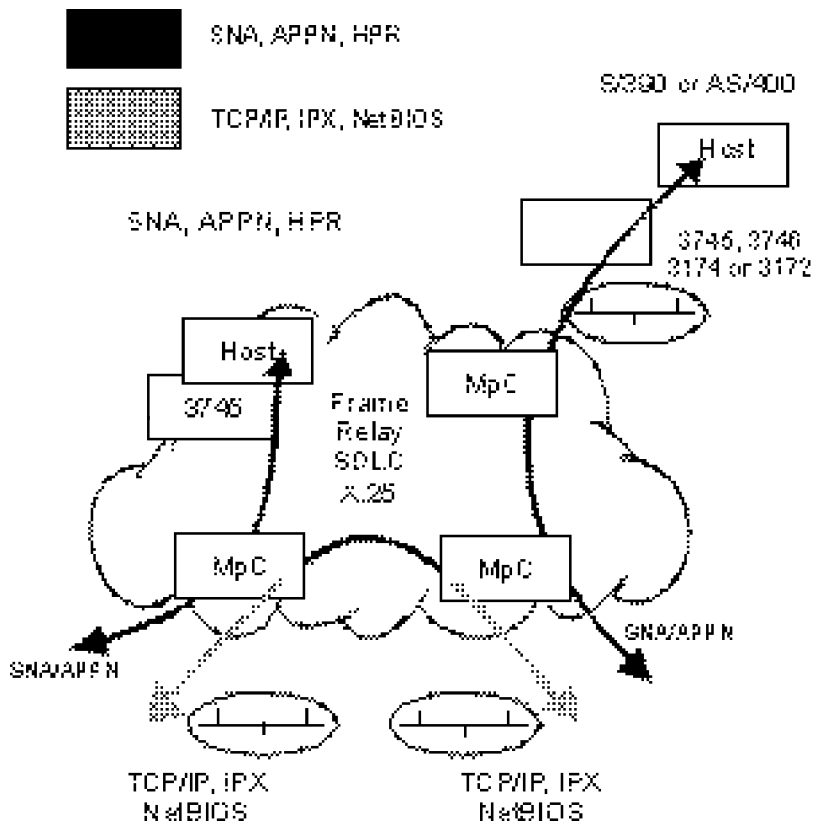 SNA, APPN, HPR
TCP/IP, IPX, NetBIOS
S/390 or AS/400
Host
SNA, APPN, HPR
3745, 3746
3174 or 3172
Host
3746
MpC
Frame
Relay
SDLC
X.25
MpC
MpC
SNA/APPN
SNA/APPN
TCP/IP, IPX
NetBIOS
TCP/IP, IPX
NetBIOS